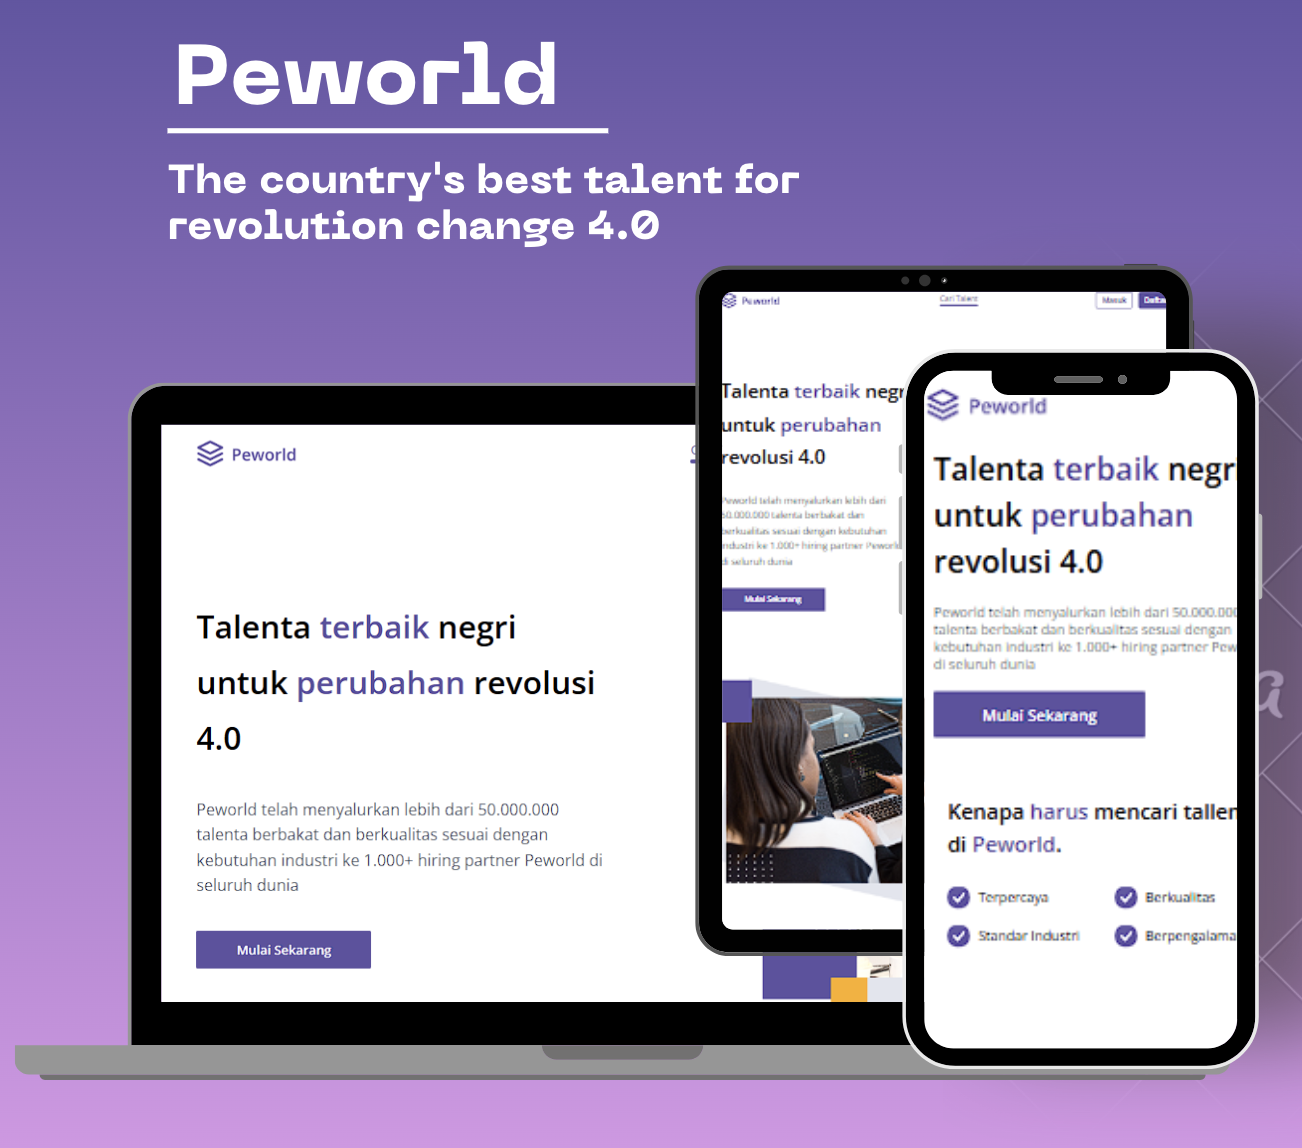 Peworld
The country's best talent for
revolution change 4.0
Peworld
Talenta terbaik negri
untuk perubahan revolusi
4.0
Peworld telah menyalurkan lebih dari 50.000.000
talenta berbakat dan berkualitas sesuai dengan
kebutuhan industri ke 1.000+ hiring partner Peworld di
seluruh dunia
Mulai Sekarang
Peworld
Cari Talent
Masuk
Talenta terbaik negr
untuk perubahan
revolusi 4.0
Peworld telah menyalurkan lebih dari
50.000.000 talenta berbakat dan
berkualitas sesuai dengan kebutuhan
industri ke 1.000+ hiring partner Peworld
di seluruh dunia
Mulai Sekarang
Peworld
Talenta terbaik negri
untuk perubahan
revolusi 4.0
Peworld telah menyalurkan lebih dari 50.000.000
talenta berbakat dan berkualitas sesuai dengan
kebutuhan industri ke 1.000+ hiring partner Pew
di seluruh dunia
Mulai Sekarang
Kenapa harus mencari tallen
di Peworld.
Terpercaya
Berkualitas
Standar Industri
Berpengalama
a